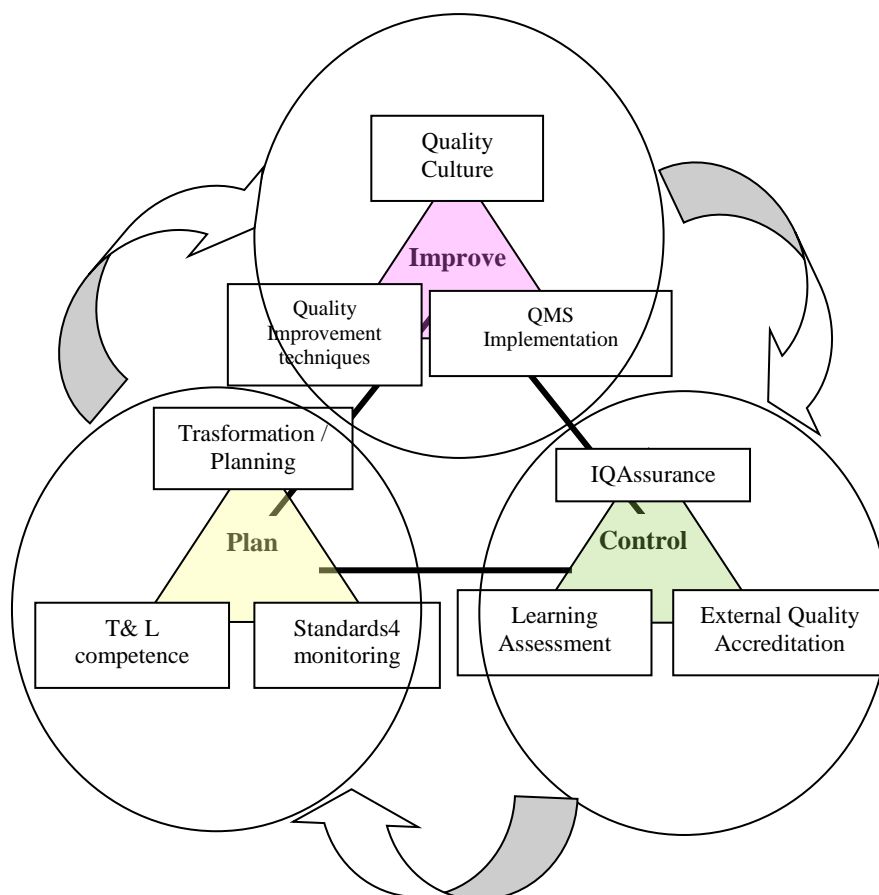 Quality
Culture
Improve
Quality
Improvement
techniques
QMS
Implementation
Trasformation /
Planning
Plan
T& L
competence
Standards4
monitoring
IQAssurance
Control
Learning
Assessment
External Quality
Accreditation